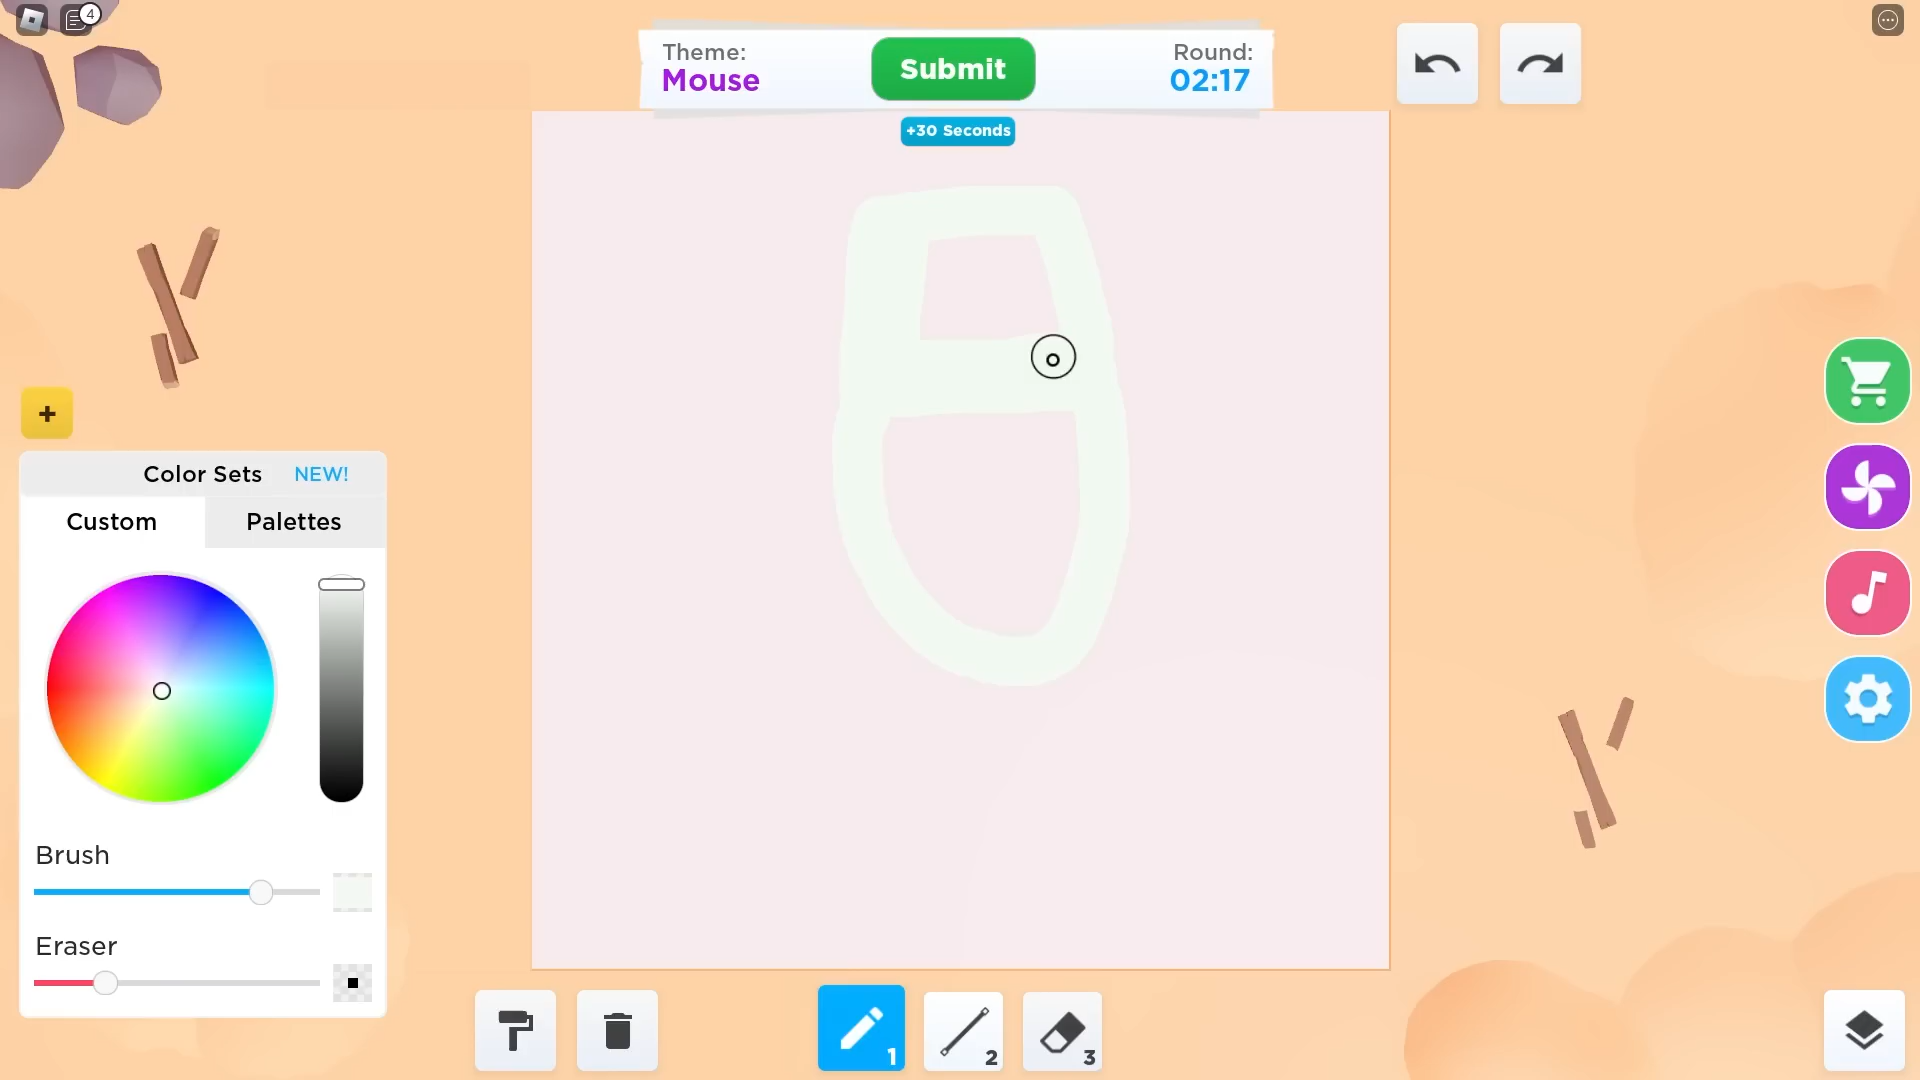 4
Theme:
Mouse
Submit
Round:
02:17
+30 Seconds
+
Color Sets NEW!
Custom Palettes
Brush
Eraser
1
2
3